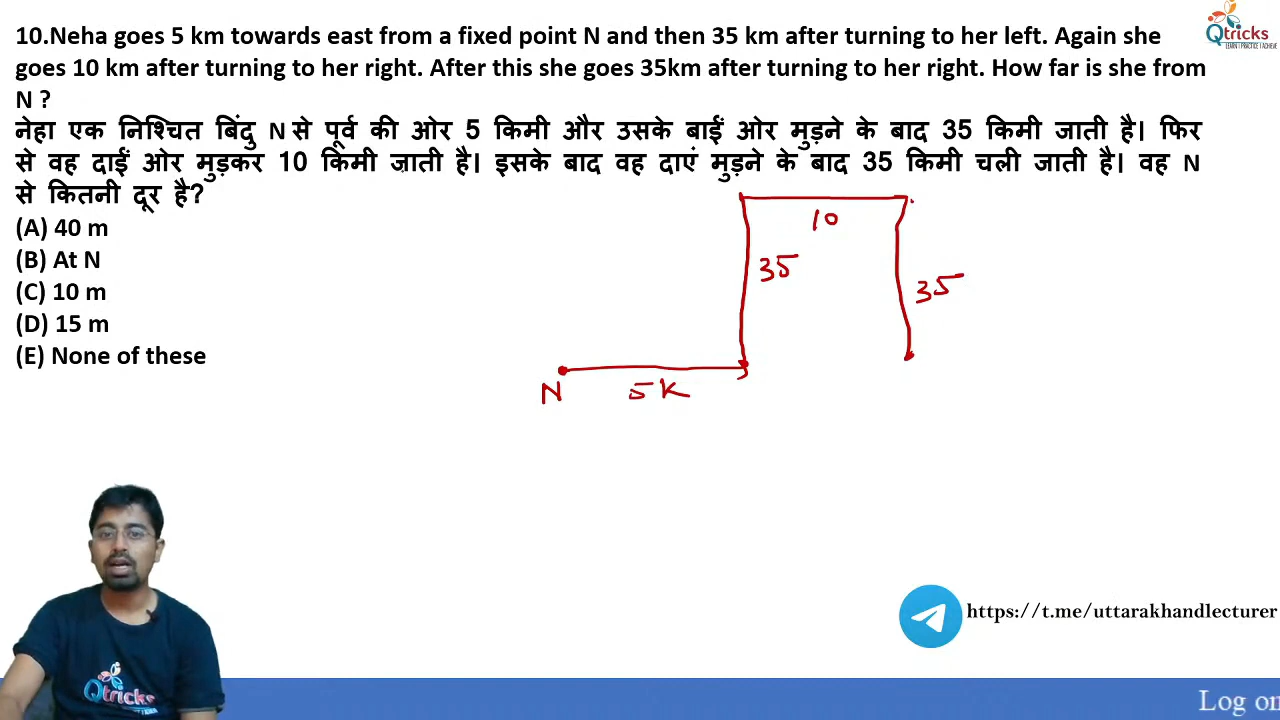 10.Neha goes 5 km towards east from a fixed point N and then 35 km after turning to her left. Again she
goes 10 km after turning to her right. After this she goes 35km after turning to her right. How far is she from
N ?
नेहा एक निश्चित बिंदु N से पूर्व की ओर 5 किमी और उसके बाईं ओर मुड़ने के बाद 35 किमी जाती है। फिर
से वह दाईं ओर मुड़कर 10 किमी जाती है। इसके बाद वह दाएं मुड़ने के बाद 35 किमी चली जाती है। वह N
से कितनी दूर है?
(A) 40 m
(B) At N
(C) 10 m
(D) 15 m
(E) None of these
10
35
35
N
5K
Qtricks
LEARN | PRACTICE | ACHIEVE
Qtricks
https://t.me/uttarakhandlecturer
Log on